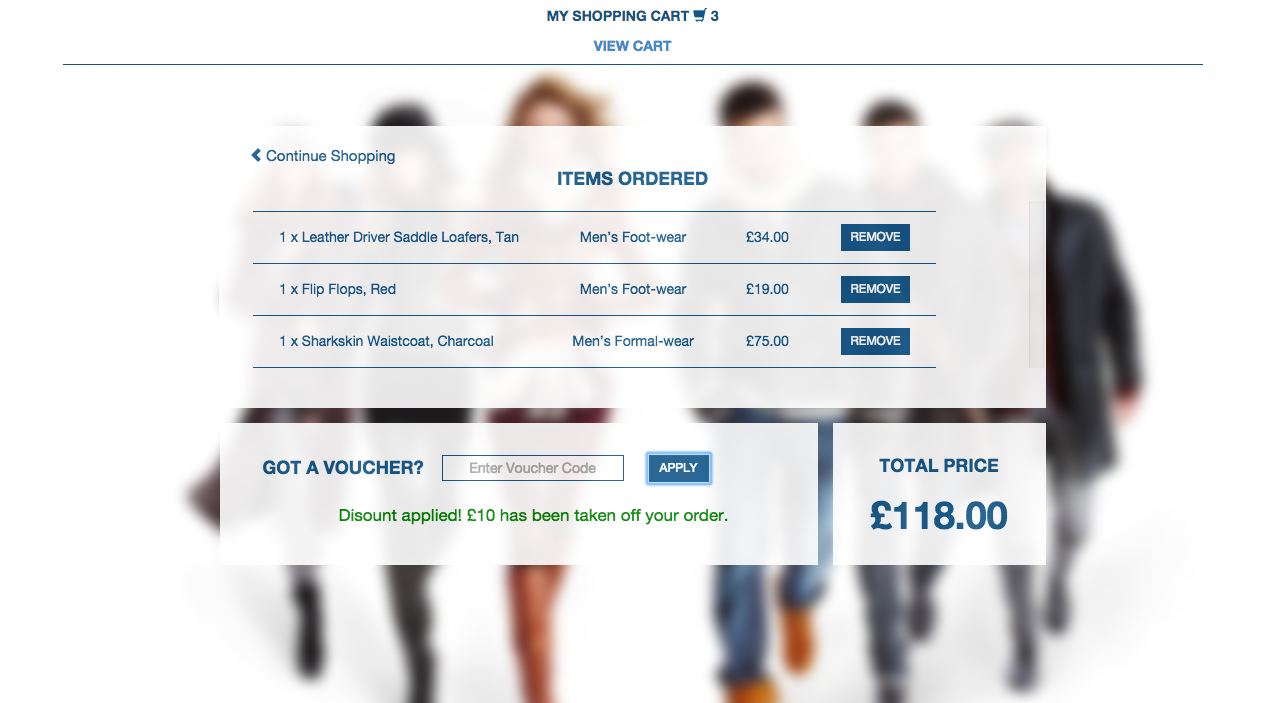 MY SHOPPING CART 3
VIEW CART
Continue Shopping
ITEMS ORDERED
1 x Leather Driver Saddle Loafers, Tan Men's Foot-wear £34.00 REMOVE
1 x Flip Flops, Red Men's Foot-wear £19.00 REMOVE
1 x Sharkskin Waistcoat, Charcoal Men's Formal-wear £75.00 REMOVE
GOT A VOUCHER? Enter Voucher Code APPLY
Disount applied! £10 has been taken off your order.
TOTAL PRICE
£118.00